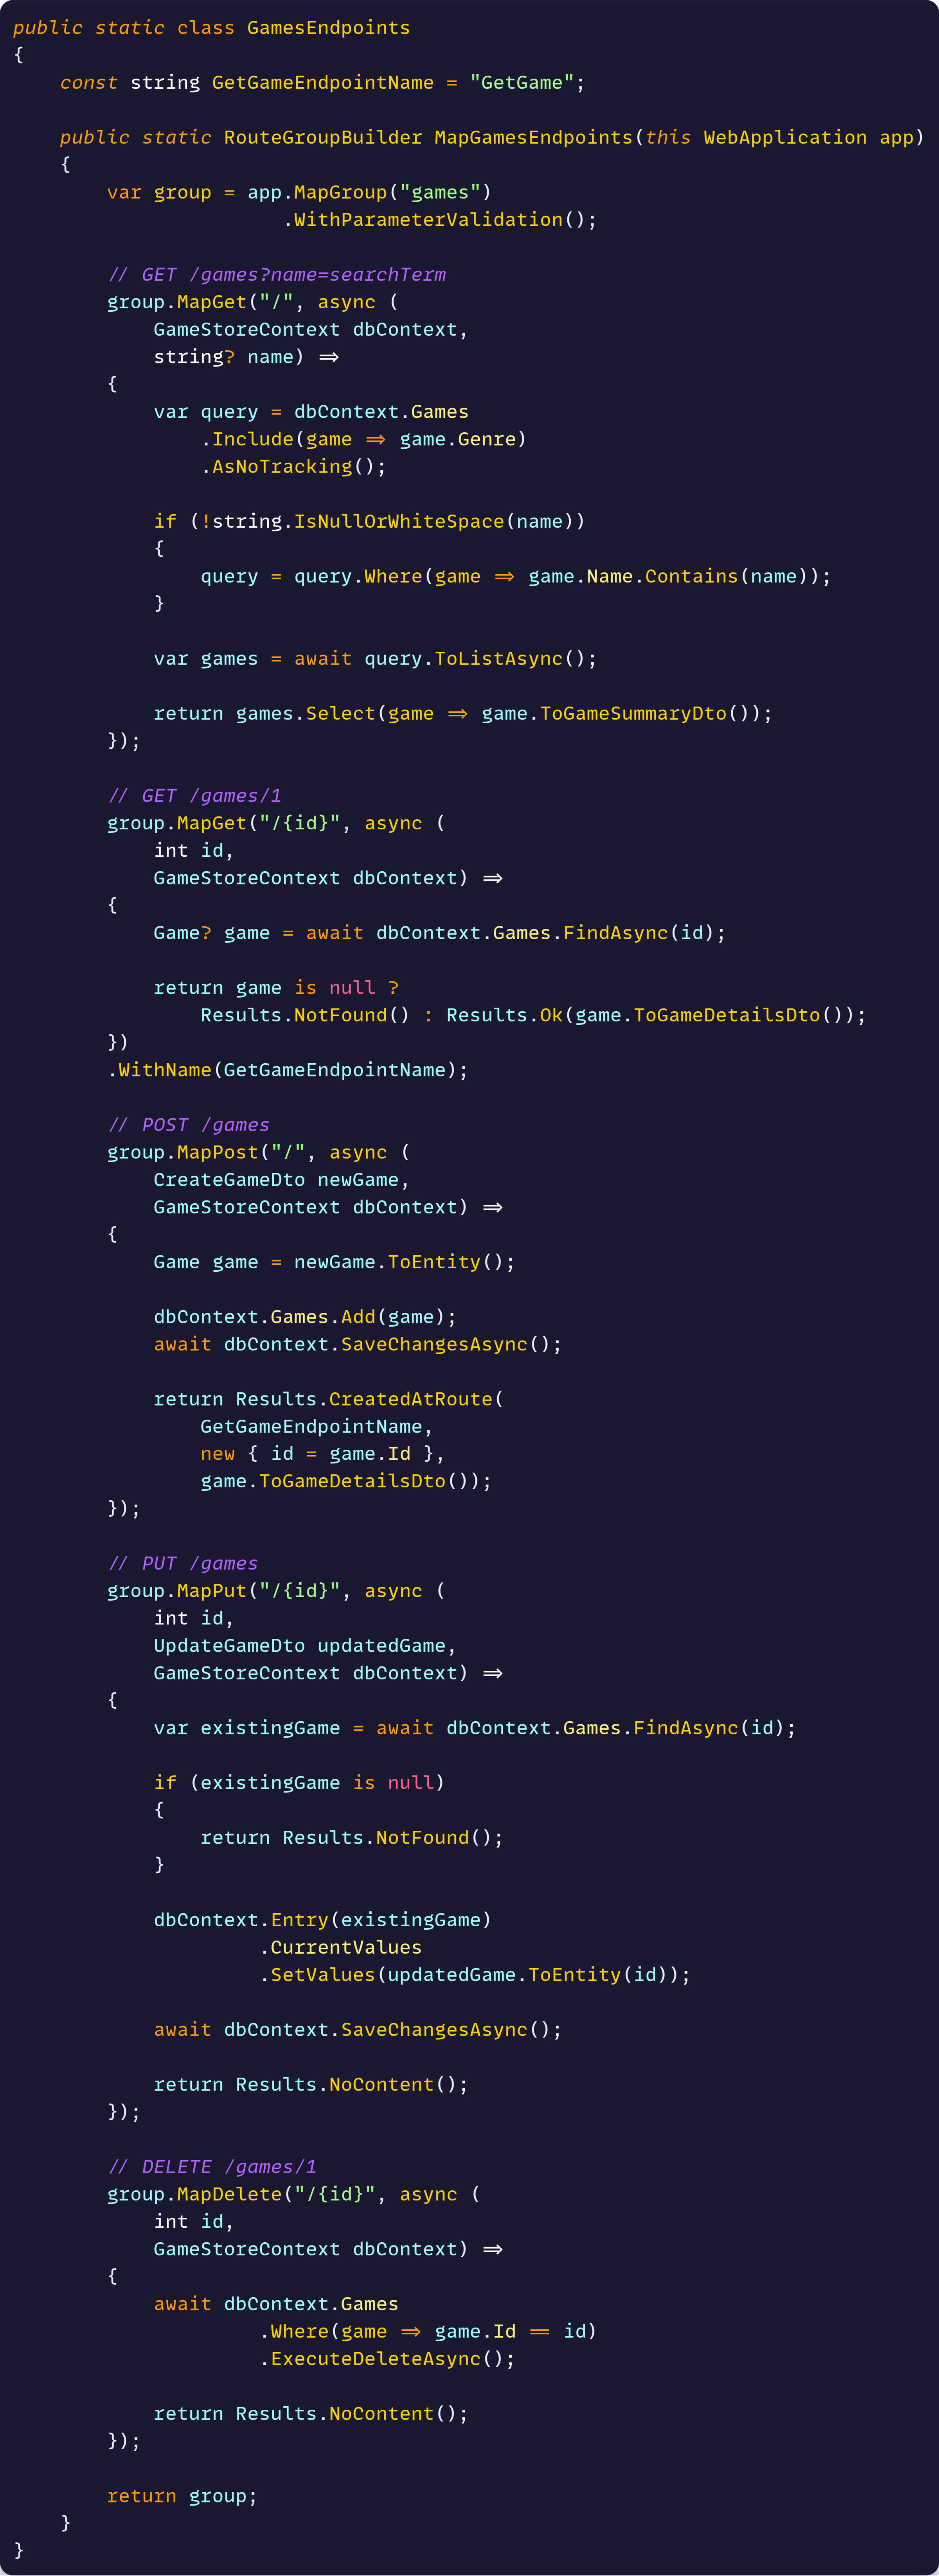 public static class GamesEndpoints
{
    const string GetGameEndpointName = "GetGame";

    public static RouteGroupBuilder MapGamesEndpoints(this WebApplication app)
    {
        var group = app.MapGroup("games")
                       .WithParameterValidation();

        // GET /games?name=searchTerm
        group.MapGet("/", async (
            GameStoreContext dbContext,
            string? name) =>
        {
            var query = dbContext.Games
                .Include(game => game.Genre)
                .AsNoTracking();

            if (!string.IsNullOrWhiteSpace(name))
            {
                query = query.Where(game => game.Name.Contains(name));
            }

            var games = await query.ToListAsync();

            return games.Select(game => game.ToGameSummaryDto());
        });

        // GET /games/1
        group.MapGet("/{id}", async (
            int id,
            GameStoreContext dbContext) =>
        {
            Game? game = await dbContext.Games.FindAsync(id);

            return game is null ?
                Results.NotFound() : Results.Ok(game.ToGameDetailsDto());
        })
        .WithName(GetGameEndpointName);

        // POST /games
        group.MapPost("/", async (
            CreateGameDto newGame,
            GameStoreContext dbContext) =>
        {
            Game game = newGame.ToEntity();

            dbContext.Games.Add(game);
            await dbContext.SaveChangesAsync();

            return Results.CreatedAtRoute(
                GetGameEndpointName,
                new { id = game.Id },
                game.ToGameDetailsDto());
        });

        // PUT /games
        group.MapPut("/{id}", async (
            int id,
            UpdateGameDto updatedGame,
            GameStoreContext dbContext) =>
        {
            var existingGame = await dbContext.Games.FindAsync(id);

            if (existingGame is null)
            {
                return Results.NotFound();
            }

            dbContext.Entry(existingGame)
                     .CurrentValues
                     .SetValues(updatedGame.ToEntity(id));

            await dbContext.SaveChangesAsync();

            return Results.NoContent();
        });

        // DELETE /games/1
        group.MapDelete("/{id}", async (
            int id,
            GameStoreContext dbContext) =>
        {
            await dbContext.Games
                     .Where(game => game.Id == id)
                     .ExecuteDeleteAsync();

            return Results.NoContent();
        });

        return group;
    }
}